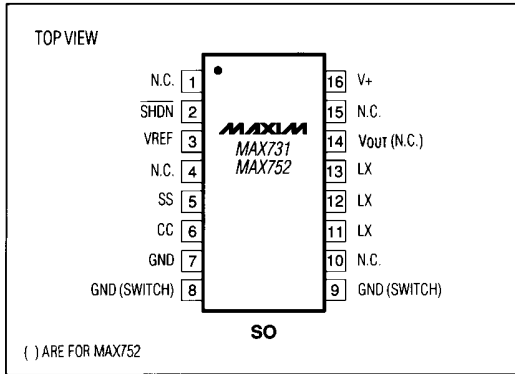 TOP VIEW
N.C. 1
SHDN 2
VREF 3
N.C. 4
SS 5
CC 6
GND 7
GND (SWITCH) 8
MAXIM
MAX731
MAX752
16 V+
15 N.C.
14 VOUT (N.C.)
13 LX
12 LX
11 LX
10 N.C.
9 GND (SWITCH)
SO
( ) ARE FOR MAX752